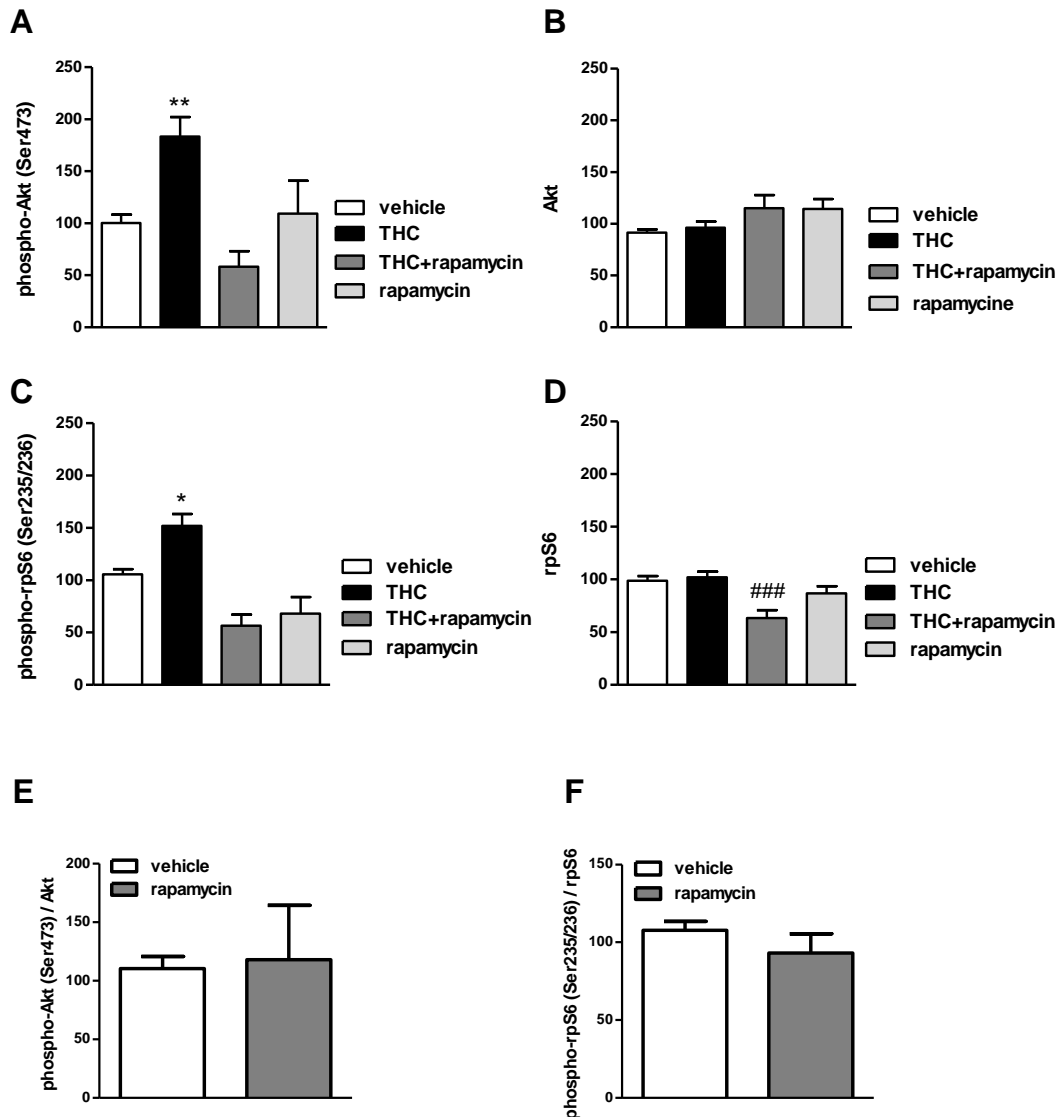 A
phospho-Akt (Ser473)
250
200
150
100
50
0
**
vehicle
THC
THC+rapamycin
rapamycin
B
Akt
250
200
150
100
50
0
vehicle
THC
THC+rapamycin
rapamycine
C
phospho-rpS6 (Ser235/236)
250
200
150
100
50
0
*
vehicle
THC
THC+rapamycin
rapamycin
D
rpS6
250
200
150
100
50
0
###
vehicle
THC
THC+rapamycin
rapamycin
E
phospho-Akt (Ser473) / Akt
200
150
100
50
0
vehicle
rapamycin
F
phospho-rpS6 (Ser235/236) / rpS6
150
100
50
0
vehicle
rapamycin